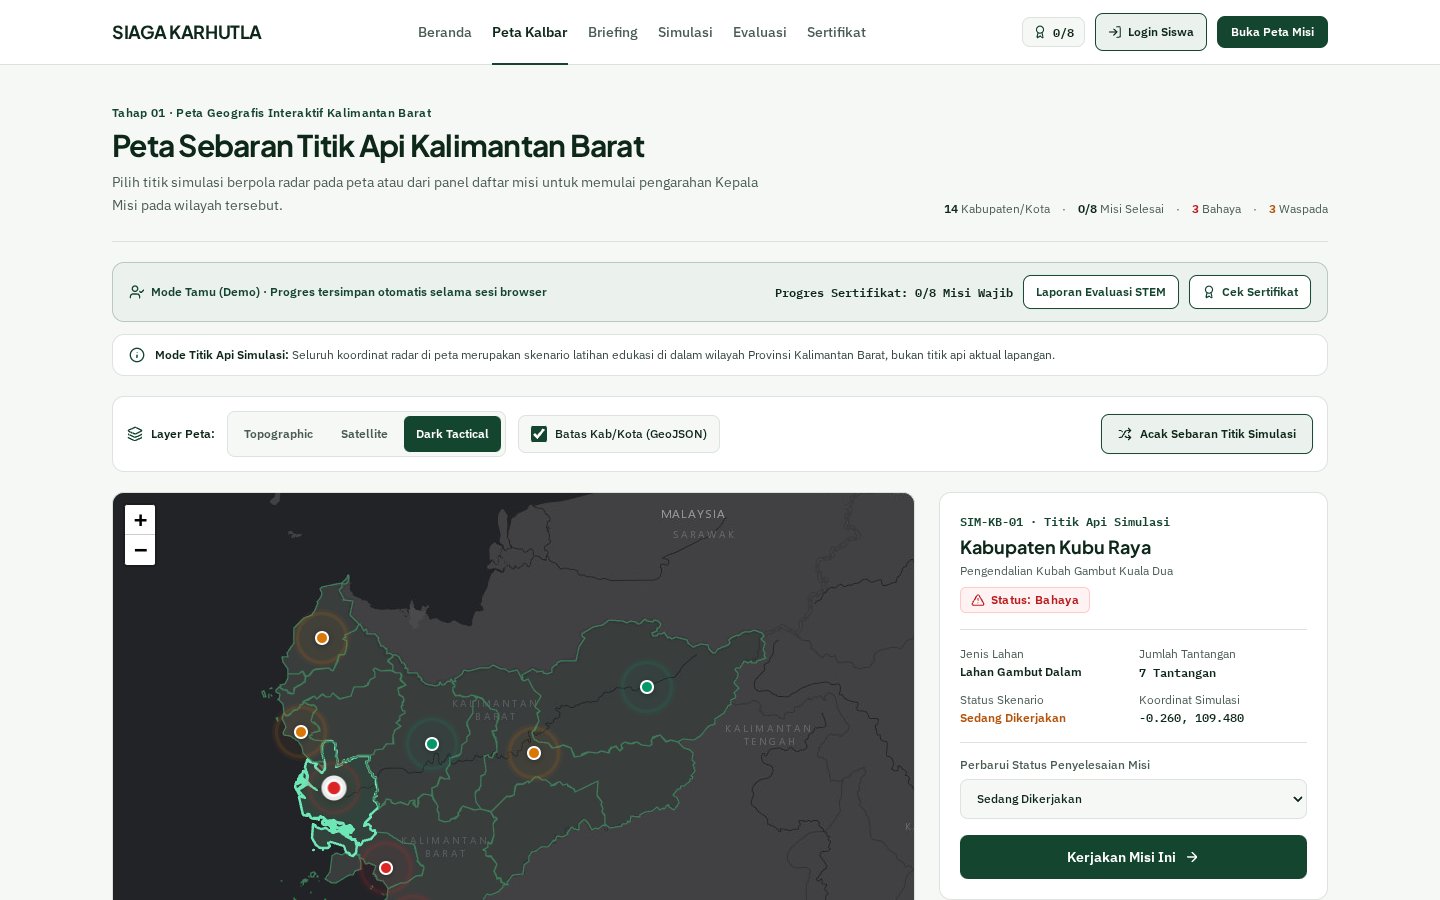 SIAGA KARHUTLA
Beranda
Peta Kalbar
Briefing
Simulasi
Evaluasi
Sertifikat
0/8
Login Siswa
Buka Peta Misi
Tahap 01 · Peta Geografis Interaktif Kalimantan Barat
Peta Sebaran Titik Api Kalimantan Barat
Pilih titik simulasi berpola radar pada peta atau dari panel daftar misi untuk memulai pengarahan Kepala
Misi pada wilayah tersebut.
14 Kabupaten/Kota · 0/8 Misi Selesai · 3 Bahaya · 3 Waspada
Mode Tamu (Demo) · Progres tersimpan otomatis selama sesi browser
Progres Sertifikat: 0/8 Misi Wajib
Laporan Evaluasi STEM
Cek Sertifikat
Mode Titik Api Simulasi: Seluruh koordinat radar di peta merupakan skenario latihan edukasi di dalam wilayah Provinsi Kalimantan Barat, bukan titik api aktual lapangan.
Layer Peta:
Topographic
Satellite
Dark Tactical
Batas Kab/Kota (GeoJSON)
Acak Sebaran Titik Simulasi
+
−
MALAYSIA
SARAWAK
KALIMANTAN
BARAT
KALIMANTAN
TENGAH
KALIMANTAN
BARAT
K
SIM-KB-01 · Titik Api Simulasi
Kabupaten Kubu Raya
Pengendalian Kubah Gambut Kuala Dua
Status: Bahaya
Jenis Lahan
Lahan Gambut Dalam
Jumlah Tantangan
7 Tantangan
Status Skenario
Sedang Dikerjakan
Koordinat Simulasi
-0.260, 109.480
Perbarui Status Penyelesaian Misi
Sedang Dikerjakan
Kerjakan Misi Ini →